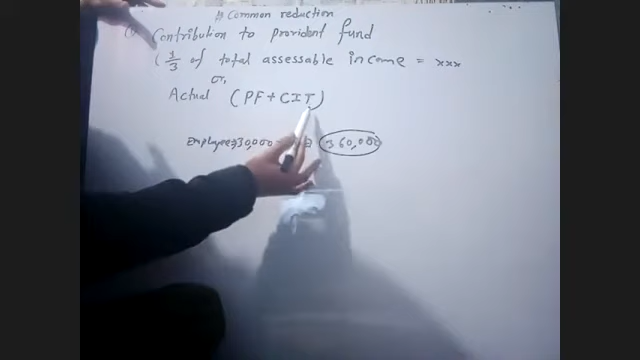 # Common reduction
Contribution to provident fund
( 1/3 of total assessable income = xxx
or,
Actual (PF + CIT)
Employee 30,000 360,000